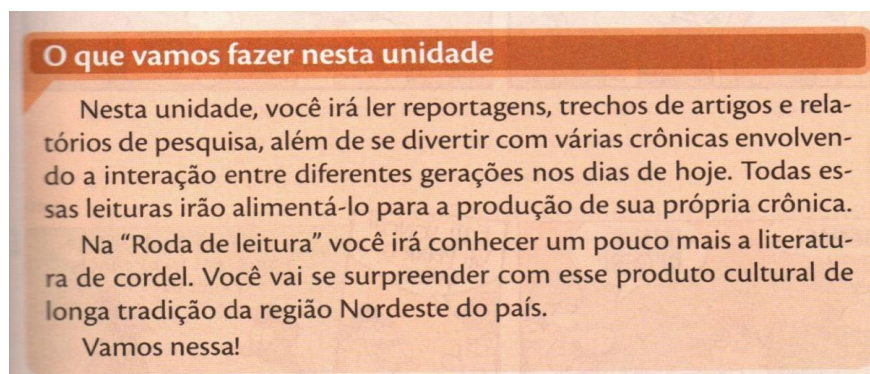 O que vamos fazer nesta unidade
Nesta unidade, você irá ler reportagens, trechos de artigos e rela-
tórios de pesquisa, além de se divertir com várias crônicas envolven-
do a interação entre diferentes gerações nos dias de hoje. Todas es-
sas leituras irão alimentá-lo para a produção de sua própria crônica.
Na “Roda de leitura” você irá conhecer um pouco mais a literatu-
ra de cordel. Você vai se surpreender com esse produto cultural de
longa tradição da região Nordeste do país.
Vamos nessa!